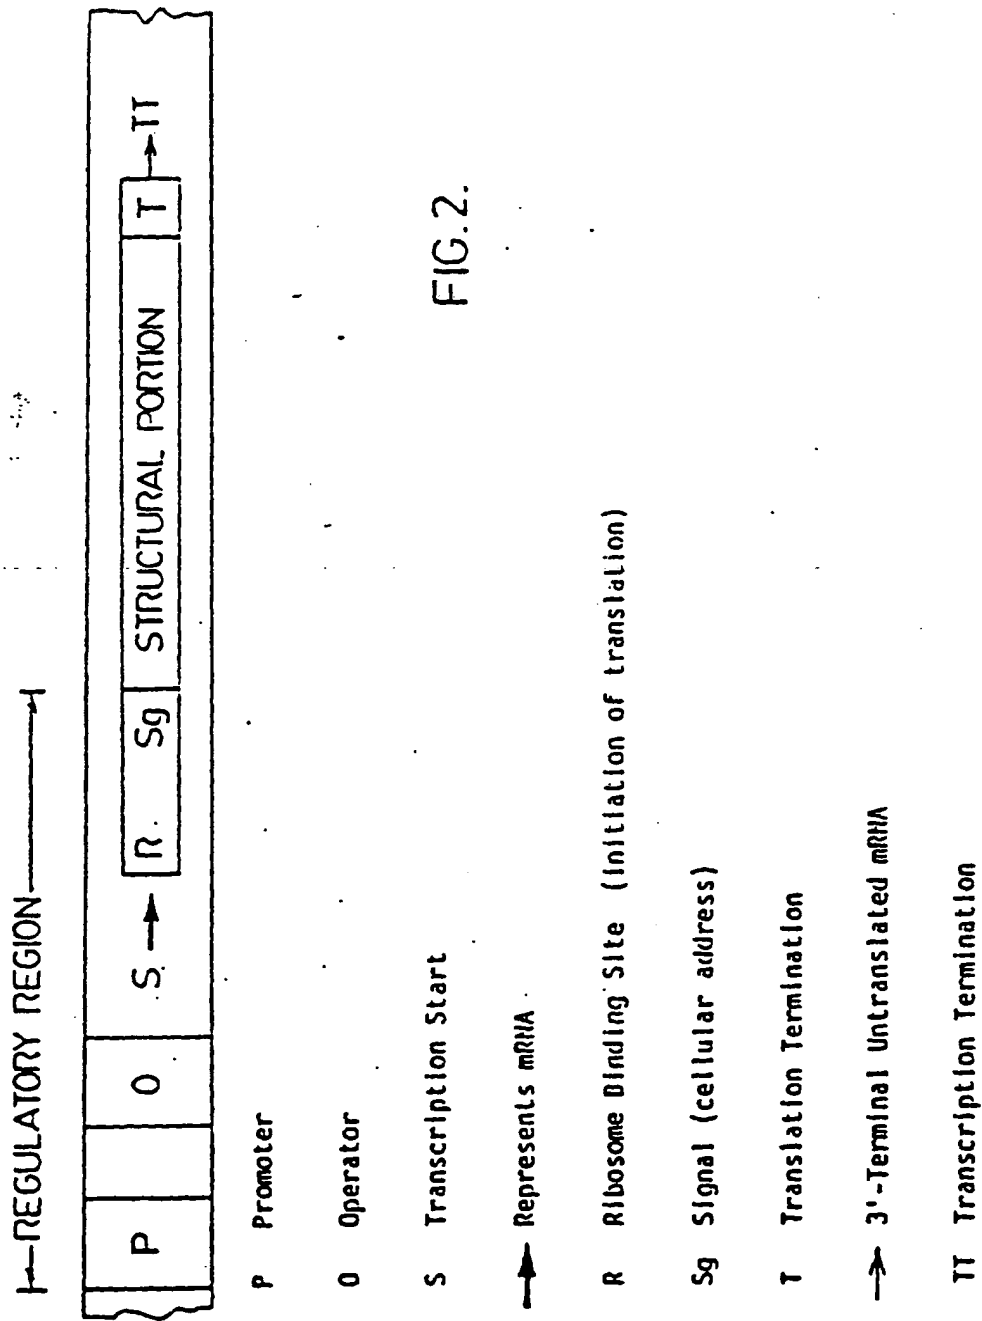 REGULATORY REGION
P O S → R Sg STRUCTURAL PORTION T → TT
P Promoter
O Operator
S Transcription Start
→ Represents mRNA
R Ribosome Binding Site (Initiation of translation)
Sg Signal (cellular address)
T Translation Termination
→ 3'-Terminal Untranslated mRNA
TT Transcription Termination
FIG. 2.